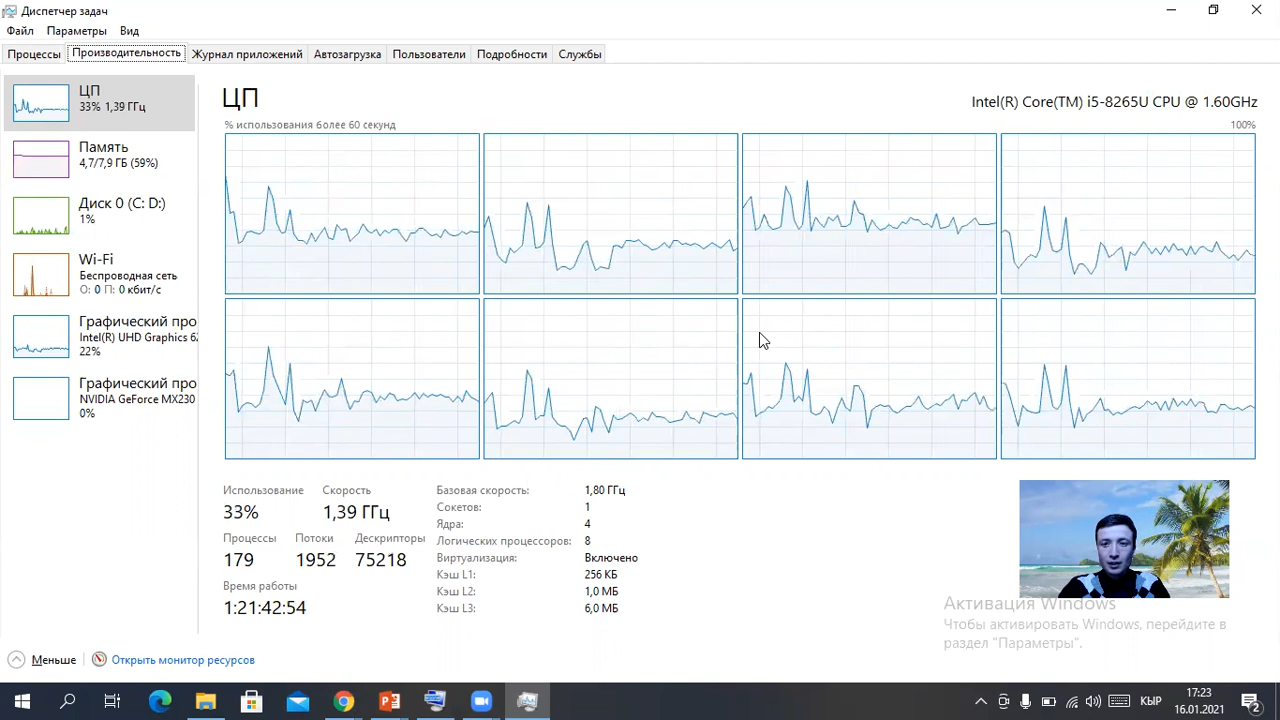 Диспетчер задач
Файл Параметры Вид
Процессы Производительность Журнал приложений Автозагрузка Пользователи Подробности Службы
ЦП
33% 1,39 ГГц
Память
4,7/7,9 ГБ (59%)
Диск 0 (C: D:)
1%
Wi-Fi
Беспроводная сеть
О: 0 П: 0 кбит/с
Графический про
Intel(R) UHD Graphics 62
22%
Графический про
NVIDIA GeForce MX230
0%
ЦП
Intel(R) Core(TM) i5-8265U CPU @ 1.60GHz
% использования более 60 секунд
100%
Использование Скорость
33% 1,39 ГГц
Процессы Потоки Дескрипторы
179 1952 75218
Время работы
1:21:42:54
Базовая скорость: 1,80 ГГц
Сокетов: 1
Ядра: 4
Логических процессоров: 8
Виртуализация: Включено
Кэш L1: 256 КБ
Кэш L2: 1,0 МБ
Кэш L3: 6,0 МБ
Активация Windows
Чтобы активировать Windows, перейдите в
раздел "Параметры".
Меньше Открыть монитор ресурсов
КЫР
17:23
16.01.2021
2